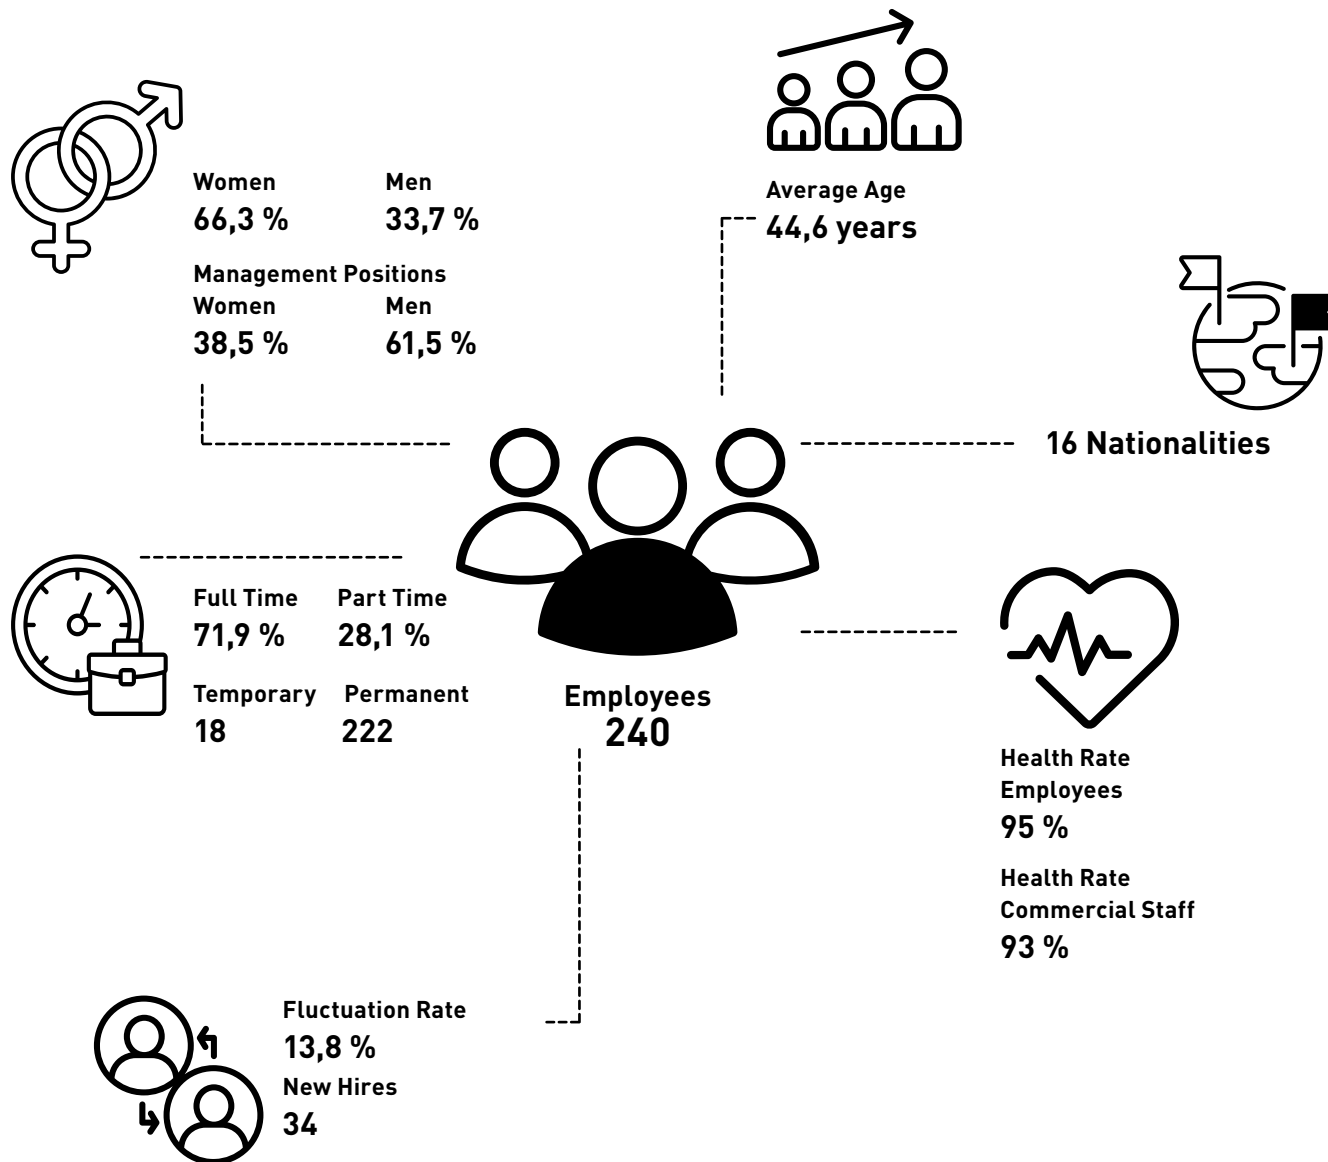 Women Men
66,3 % 33,7 %
Management Positions
Women Men
38,5 % 61,5 %
Average Age
44,6 years
16 Nationalities
Full Time Part Time
71,9 % 28,1 %
Temporary Permanent
18 222
Employees
240
Health Rate
Employees
95 %
Health Rate
Commercial Staff
93 %
Fluctuation Rate
13,8 %
New Hires
34